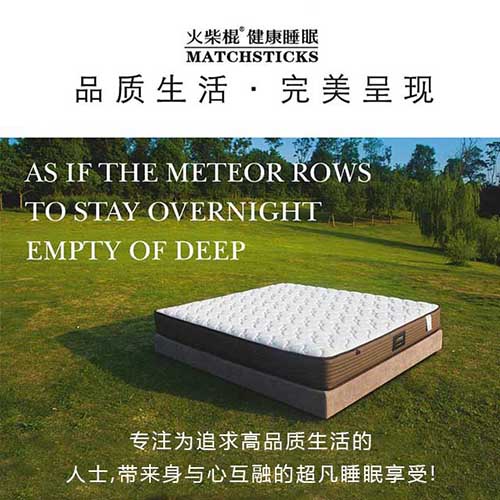 火柴棍®健康睡眠
MATCHSTICKS
品质生活·完美呈现
AS IF THE METEOR ROWS
TO STAY OVERNIGHT
EMPTY OF DEEP
专注为追求高品质生活的
人士,带来身与心互融的超凡睡眠享受!